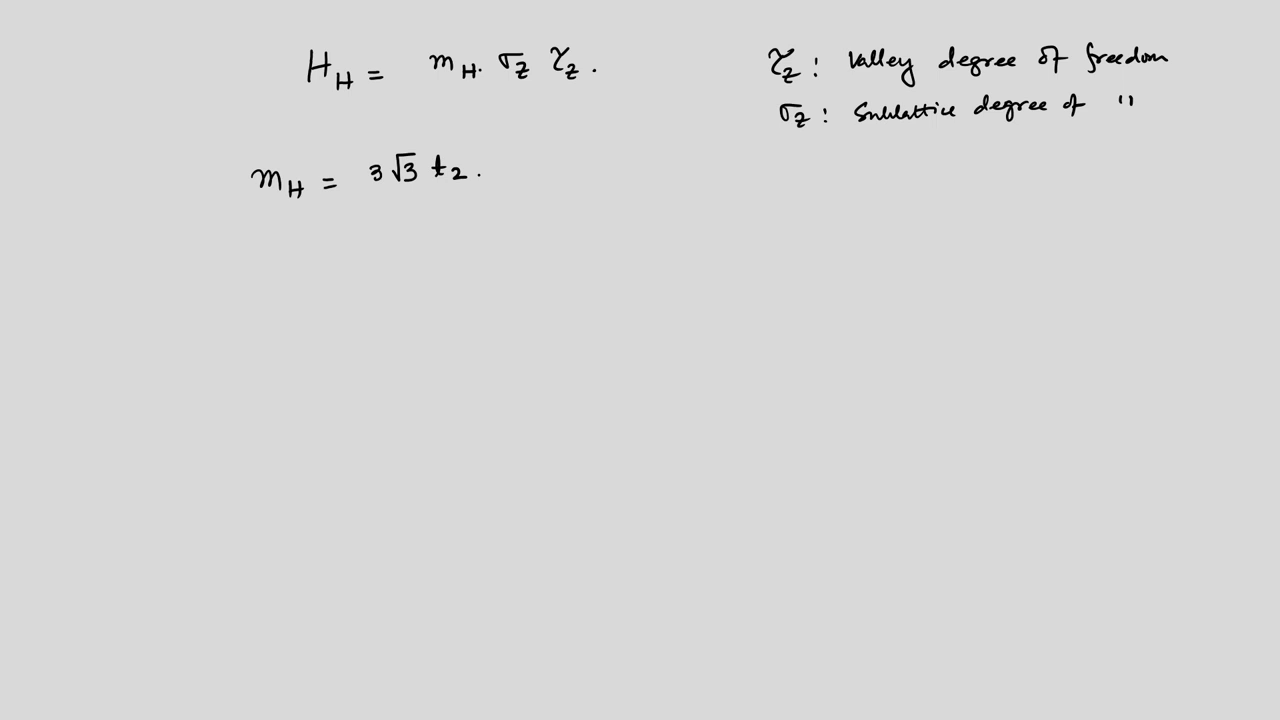 H_H = m_H. σ_z τ_z.
τ_z : Valley degree of freedom
σ_z : Sublattice degree of "
m_H = 3√3 t_2.